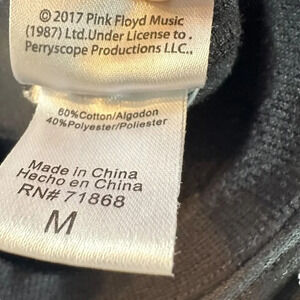 © 2017 Pink Floyd Music
(1987) Ltd.Under License to .
Perryscope Productions LLC..
60%Cotton/Algodon
40%Polyester/Poliester
Made in China
Hecho en China
RN# 71868
M